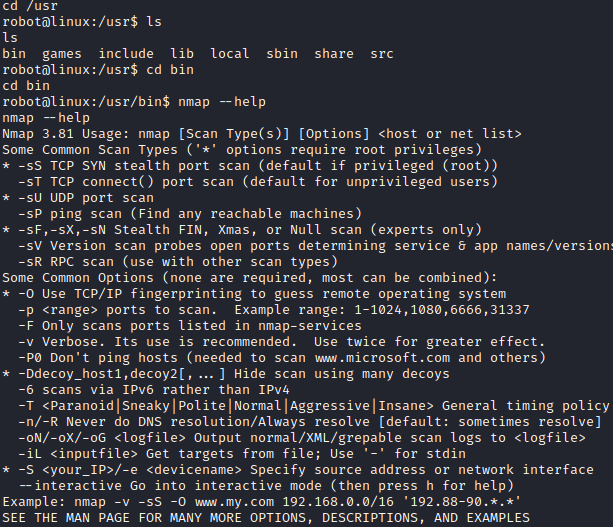 cd /usr
robot@linux:/usr$ ls
ls
bin  games  include  lib  local  sbin  share  src
robot@linux:/usr$ cd bin
cd bin
robot@linux:/usr/bin$ nmap --help
nmap --help
Nmap 3.81 Usage: nmap [Scan Type(s)] [Options] <host or net list>
Some Common Scan Types ('*' options require root privileges)
* -sS TCP SYN stealth port scan (default if privileged (root))
  -sT TCP connect() port scan (default for unprivileged users)
* -sU UDP port scan
  -sP ping scan (Find any reachable machines)
* -sF,-sX,-sN Stealth FIN, Xmas, or Null scan (experts only)
  -sV Version scan probes open ports determining service & app names/versions
  -sR RPC scan (use with other scan types)
Some Common Options (none are required, most can be combined):
* -O Use TCP/IP fingerprinting to guess remote operating system
  -p <range> ports to scan.  Example range: 1-1024,1080,6666,31337
  -F Only scans ports listed in nmap-services
  -v Verbose. Its use is recommended.  Use twice for greater effect.
  -P0 Don't ping hosts (needed to scan www.microsoft.com and others)
* -Ddecoy_host1,decoy2[,...] Hide scan using many decoys
  -6 scans via IPv6 rather than IPv4
  -T <Paranoid|Sneaky|Polite|Normal|Aggressive|Insane> General timing policy
  -n/-R Never do DNS resolution/Always resolve [default: sometimes resolve]
  -oN/-oX/-oG <logfile> Output normal/XML/grepable scan logs to <logfile>
  -iL <inputfile> Get targets from file; Use '-' for stdin
* -S <your_IP>/-e <devicename> Specify source address or network interface
  --interactive Go into interactive mode (then press h for help)
Example: nmap -v -sS -O www.my.com 192.168.0.0/16 '192.88-90.*.*'
SEE THE MAN PAGE FOR MANY MORE OPTIONS, DESCRIPTIONS, AND EXAMPLES